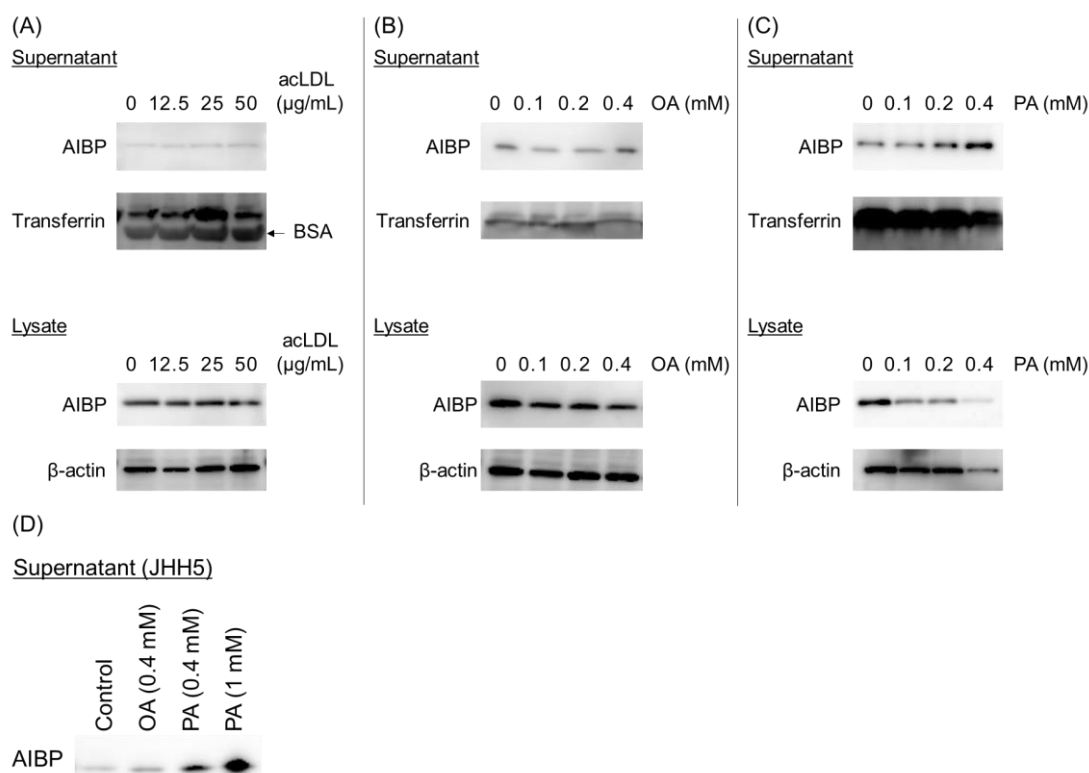 (A)
Supernatant
acLDL
0 12.5 25 50 (μg/mL)
AIBP
Transferrin
BSA
Lysate
acLDL
0 12.5 25 50 (μg/mL)
AIBP
β-actin
(B)
Supernatant
0 0.1 0.2 0.4 OA (mM)
AIBP
Transferrin
Lysate
0 0.1 0.2 0.4 OA (mM)
AIBP
β-actin
(C)
Supernatant
0 0.1 0.2 0.4 PA (mM)
AIBP
Transferrin
Lysate
0 0.1 0.2 0.4 PA (mM)
AIBP
β-actin
(D)
Supernatant (JHH5)
Control
OA (0.4 mM)
PA (0.4 mM)
PA (1 mM)
AIBP